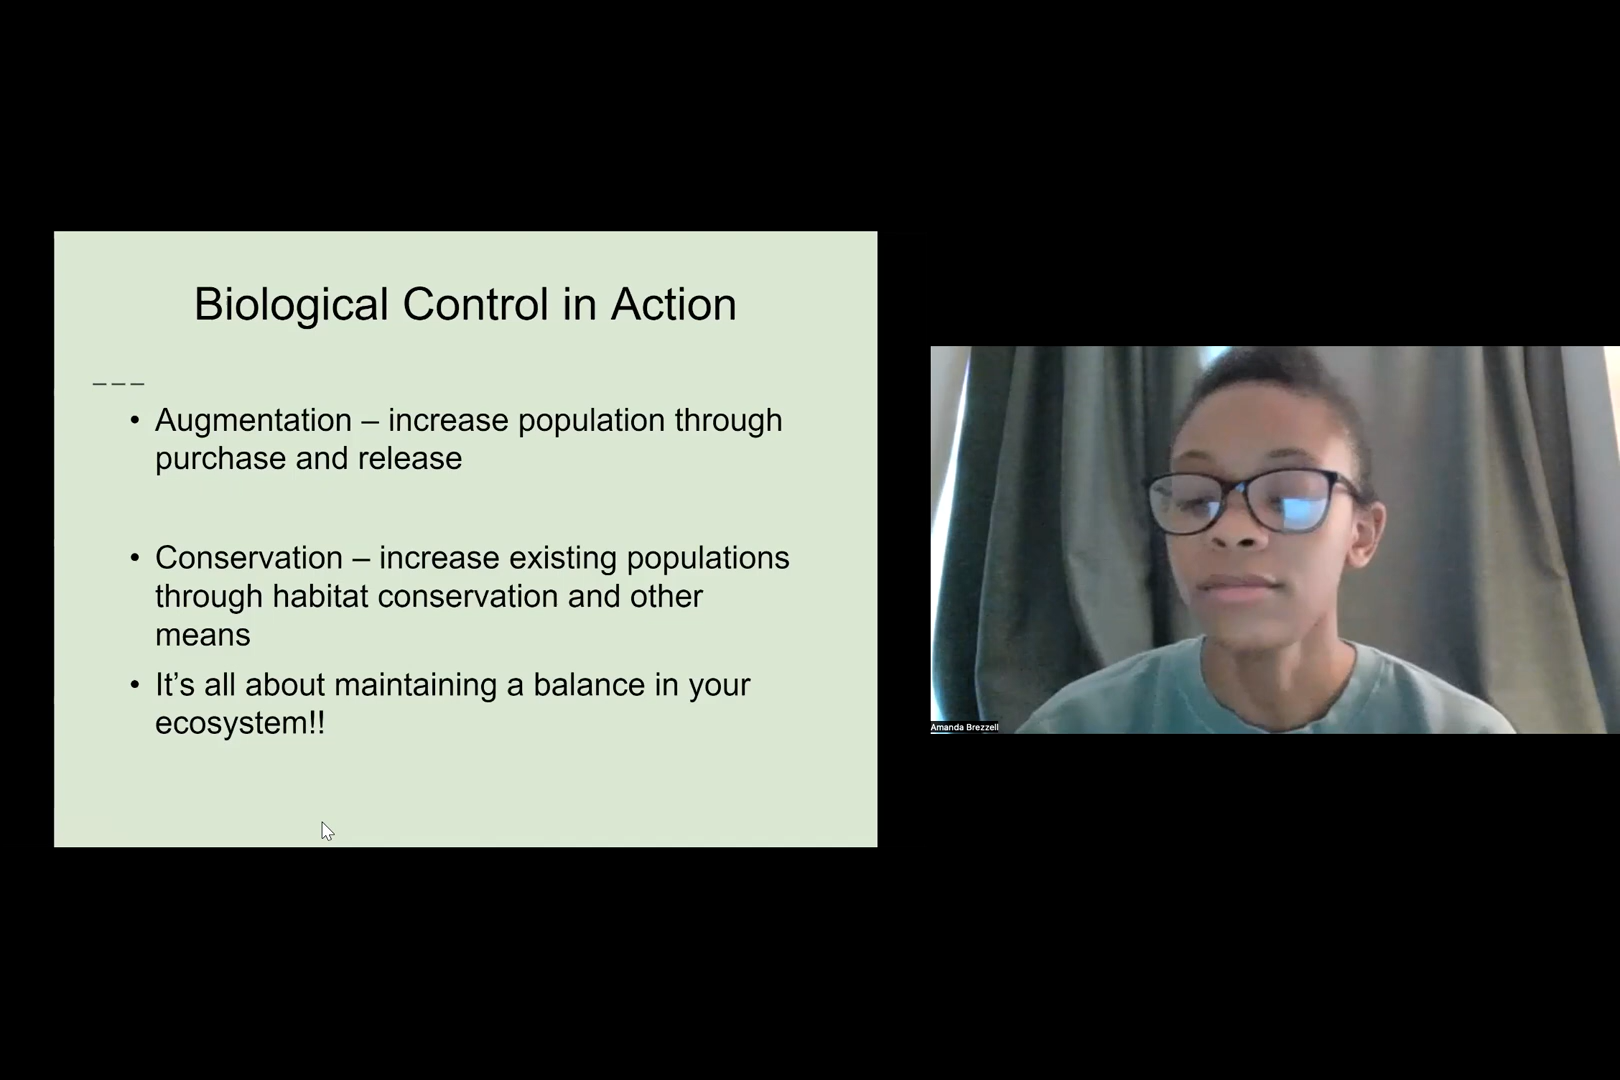 Biological Control in Action
–––
• Augmentation – increase population through
purchase and release
• Conservation – increase existing populations
through habitat conservation and other
means
• It’s all about maintaining a balance in your
ecosystem!!
Amanda Brezzell